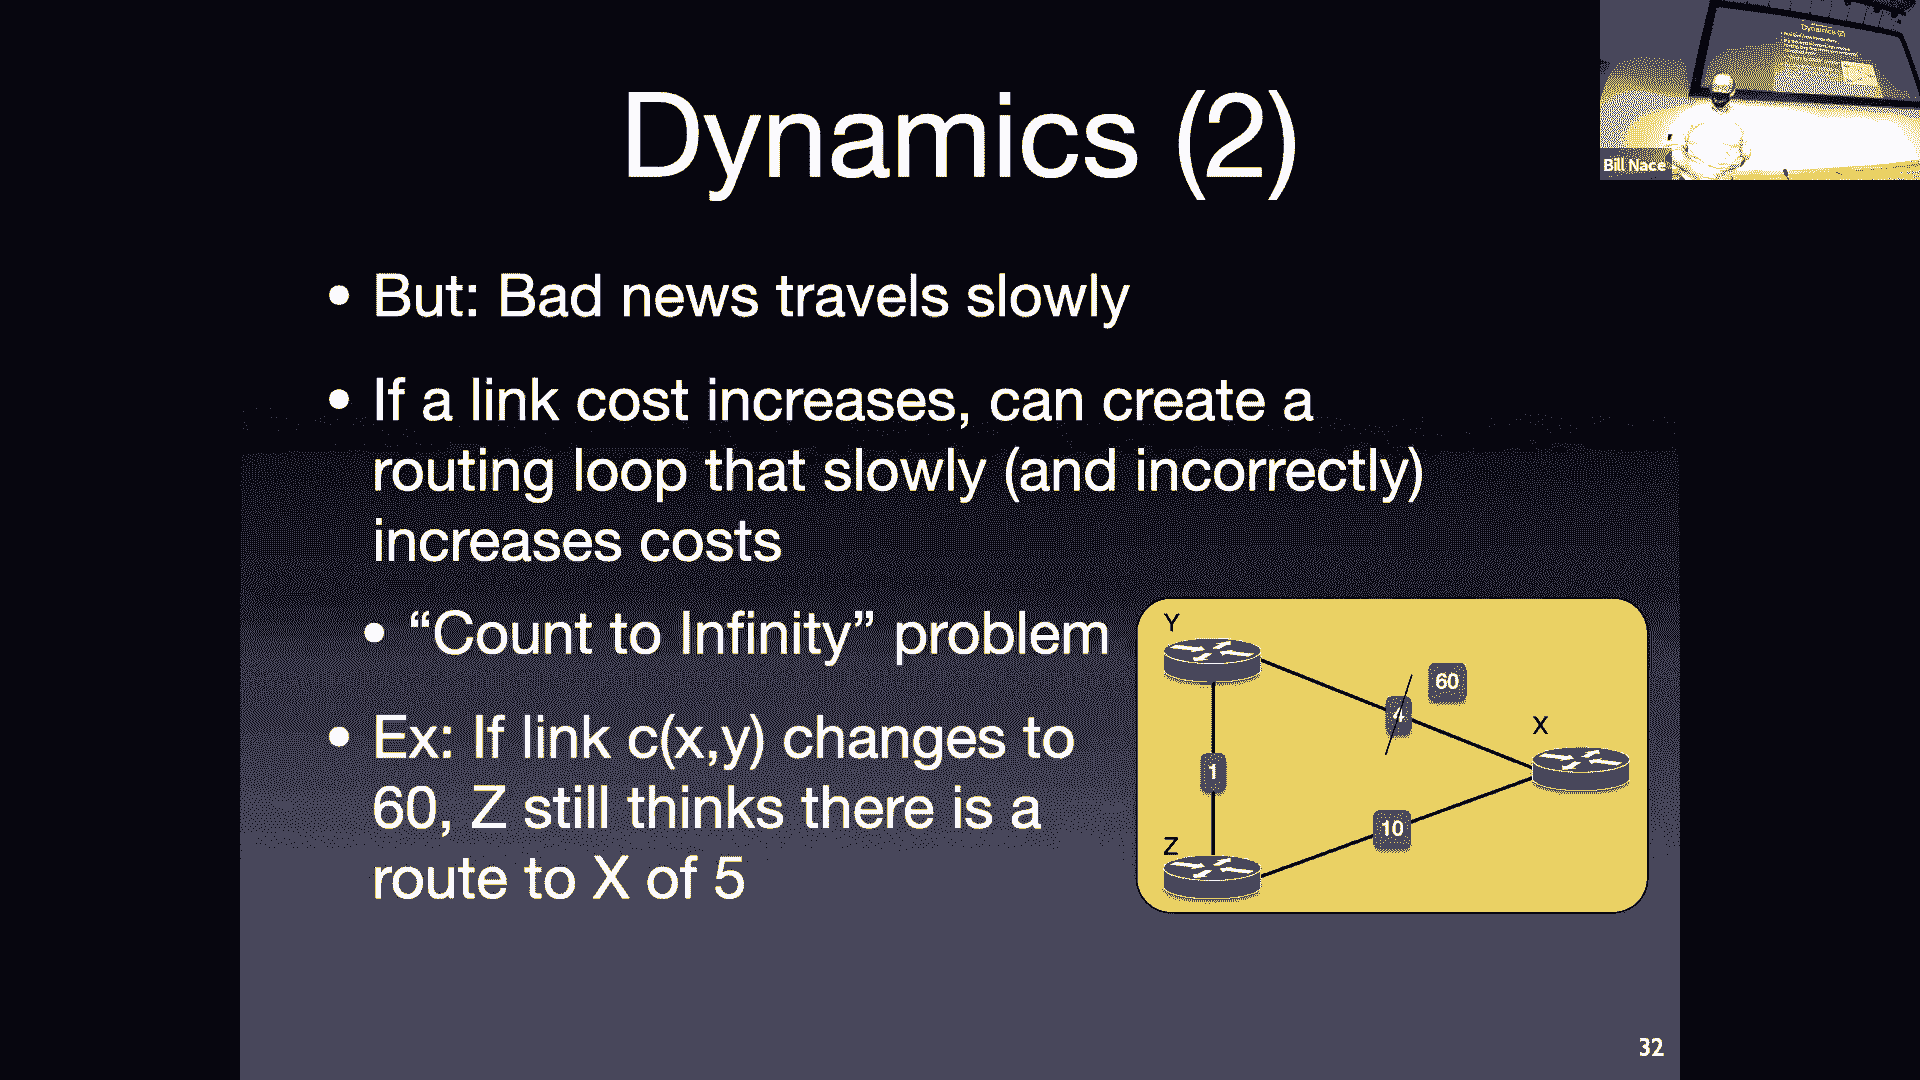 Dynamics (2)
Bill Nace
Dynamics (2)
• But: Bad news travels slowly
• If a link cost increases, can create a
routing loop that slowly (and incorrectly)
increases costs
• “Count to Infinity” problem
• Ex: If link c(x,y) changes to
60, Z still thinks there is a
route to X of 5
Y
60
4
X
1
10
Z
32